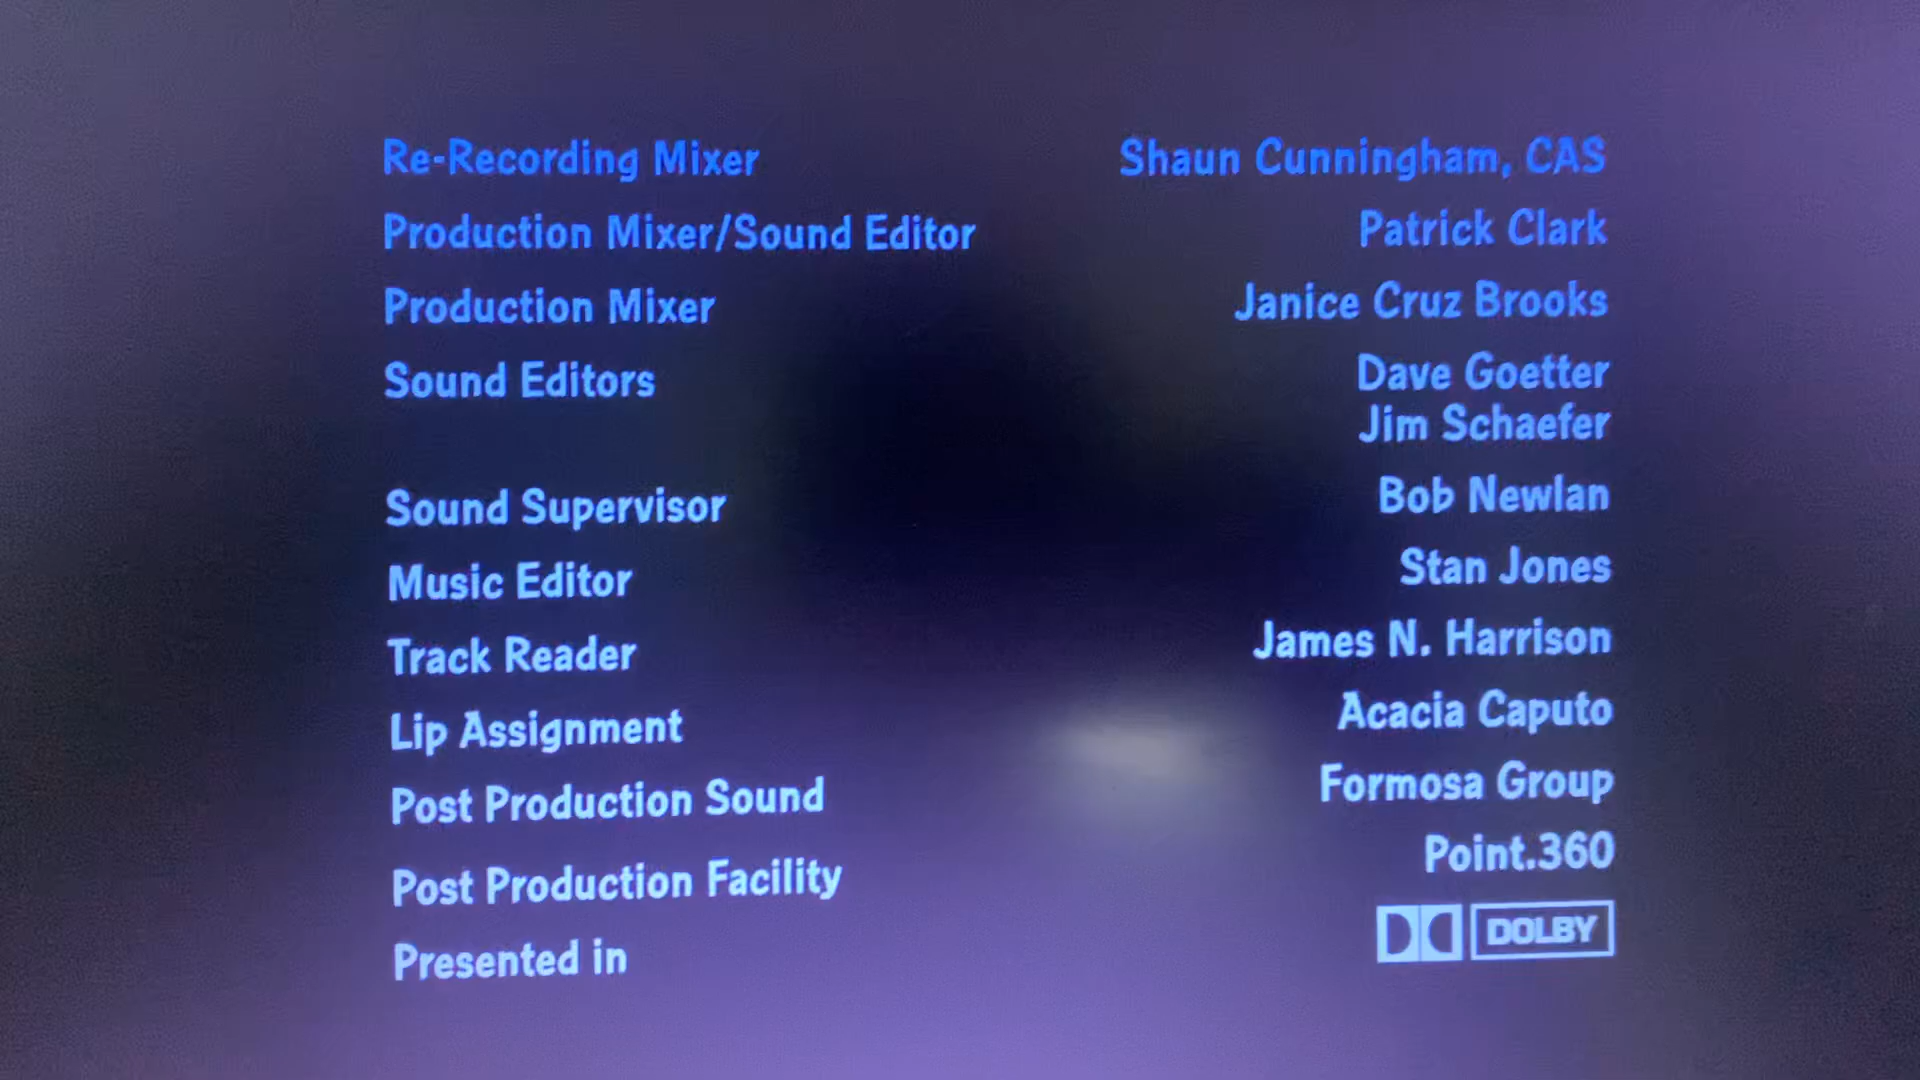 Re-Recording Mixer Shaun Cunningham, CAS
Production Mixer/Sound Editor Patrick Clark
Production Mixer Janice Cruz Brooks
Sound Editors Dave Goetter
Jim Schaefer
Sound Supervisor Bob Newlan
Music Editor Stan Jones
Track Reader James N. Harrison
Lip Assignment Acacia Caputo
Post Production Sound Formosa Group
Post Production Facility Point.360
Presented in DOLBY